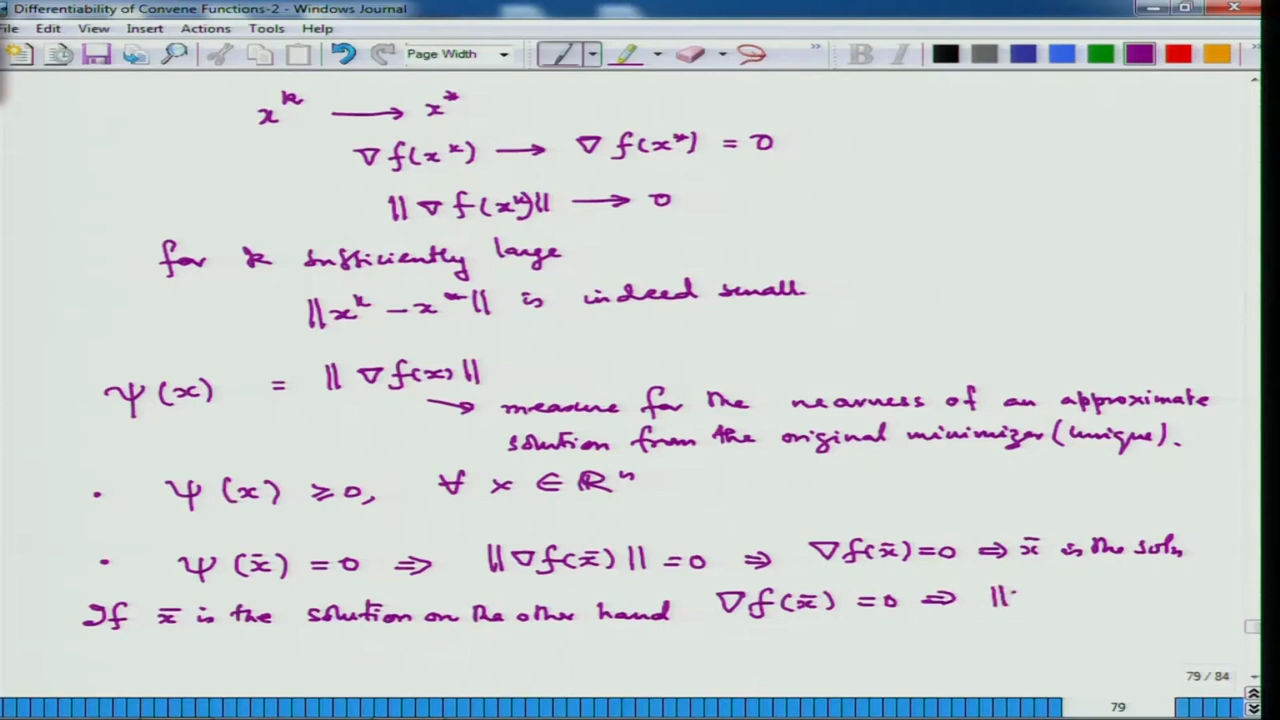 Differentiability of Convene Functions-2 - Windows Journal
File Edit View Insert Actions Tools Help
Page Width B I
x^k ⟶ x^*
∇f(x^k) ⟶ ∇f(x^*) = 0
||∇f(x^k)|| ⟶ 0
for k sufficiently large
||x^k - x^*|| is indeed small.
Ψ(x) = ||∇f(x)||
→ measure for the nearness of an approximate
solution from the original minimizer (unique).
• Ψ(x) ≥ 0, ∀ x ∈ ℝ^n
• Ψ(x̄) = 0 ⇒ ||∇f(x̄)|| = 0 ⇒ ∇f(x̄) = 0 ⇒ x̄ is the soln
If x̄ is the solution on the other hand ∇f(x̄) = 0 ⇒ ||
79 / 84
79